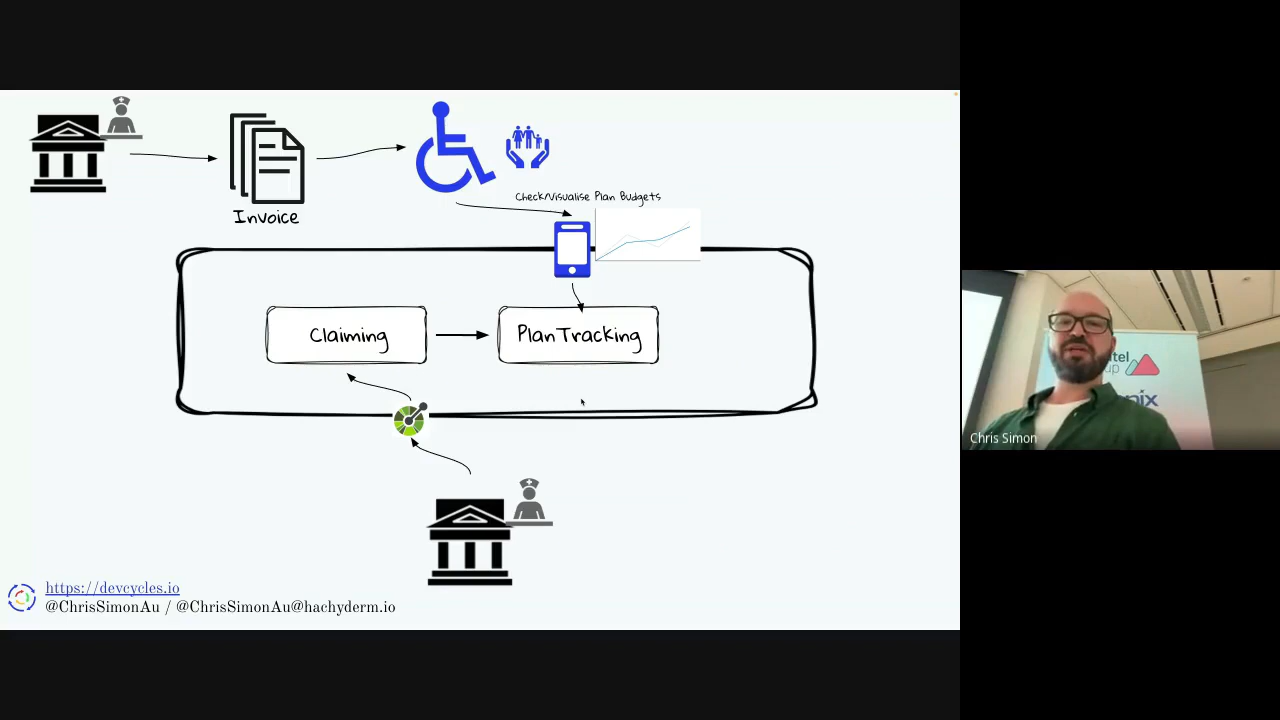 Invoice
Check/Visualise Plan Budgets
Claiming
PlanTracking
https://devcycles.io
@ChrisSimonAu / @ChrisSimonAu@hachyderm.io
Chris Simon